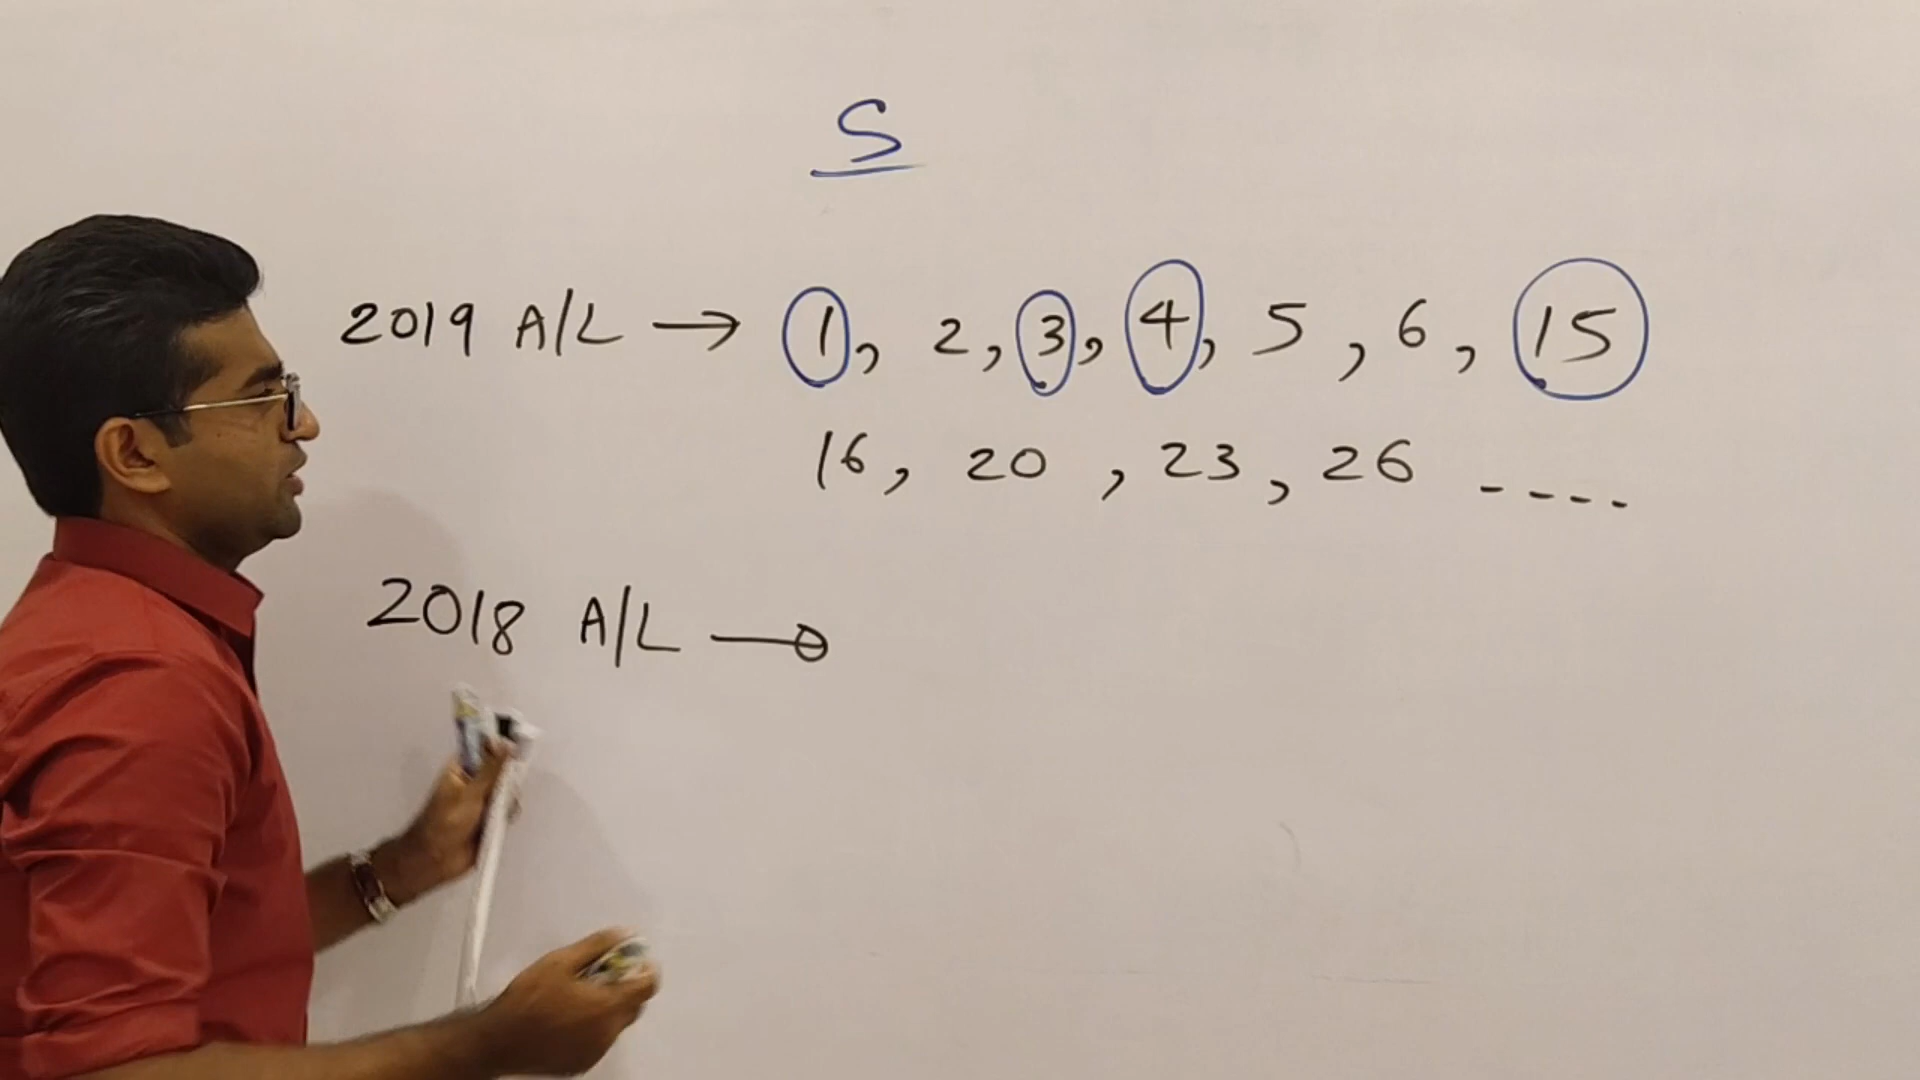 S
2019 A/L → 1, 2, 3, 4, 5, 6, 15
16, 20, 23, 26 ----
2018 A/L →